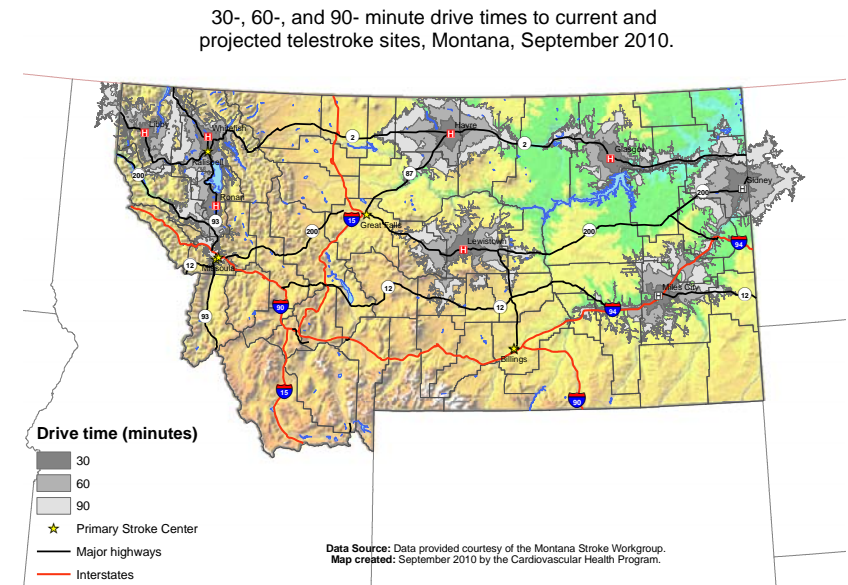 30-, 60-, and 90- minute drive times to current and
projected telestroke sites, Montana, September 2010.
Libby
Whitefish
Kalispell
Havre
2
2
Glasgow
87
Sidney
200
200
Ronan
93
15
Great Falls
200
Lewistown
200
94
12
Missoula
12
Miles City
12
90
12
94
93
Billings
15
90
Drive time (minutes)
30
60
90
Primary Stroke Center
Major highways
Interstates
H
H
H
H
H
H
H
H
Data Source: Data provided courtesy of the Montana Stroke Workgroup.
Map created: September 2010 by the Cardiovascular Health Program.